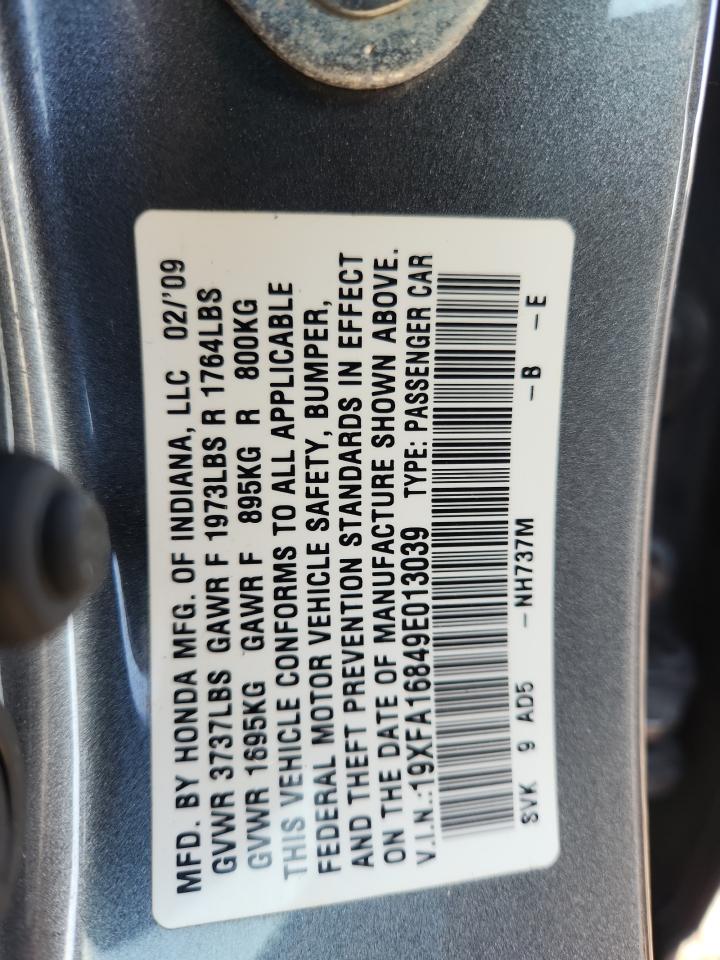 MFD. BY HONDA MFG. OF INDIANA, LLC 02/'09
GVWR 3737LBS GAWR F 1973LBS R 1764LBS
GVWR 1695KG GAWR F 895KG R 800KG
THIS VEHICLE CONFORMS TO ALL APPLICABLE
FEDERAL MOTOR VEHICLE SAFETY, BUMPER,
AND THEFT PREVENTION STANDARDS IN EFFECT
ON THE DATE OF MANUFACTURE SHOWN ABOVE.
V.I.N.:19XFA16849E013039 TYPE: PASSENGER CAR
SVK 9 AD5 -NH737M -B -E